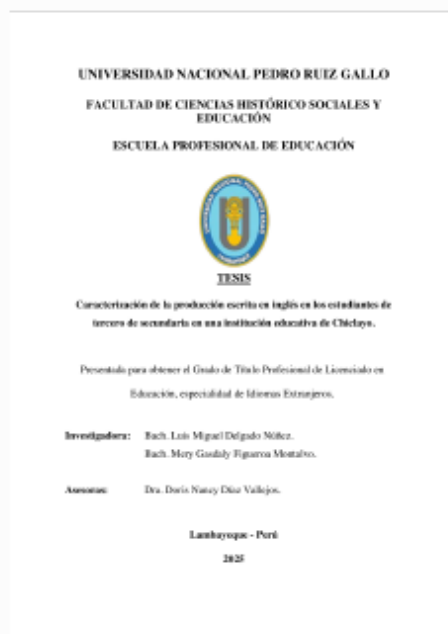 UNIVERSIDAD NACIONAL PEDRO RUIZ GALLO
FACULTAD DE CIENCIAS HISTÓRICO SOCIALES Y
EDUCACIÓN
ESCUELA PROFESIONAL DE EDUCACIÓN
TESIS
Caracterización de la producción escrita en inglés en los estudiantes de
tercero de secundaria en una institución educativa de Chiclayo.
Presentada para obtener el Grado de Título Profesional de Licenciado en
Educación, especialidad de Idiomas Extranjeros.
Investigadora: Bach. Luis Miguel Delgado Núñez.
Bach. Mery Gasdaly Figueroa Montalvo.
Asesoras: Dra. Doris Nancy Díaz Vallejos.
Lambayeque - Perú
2025